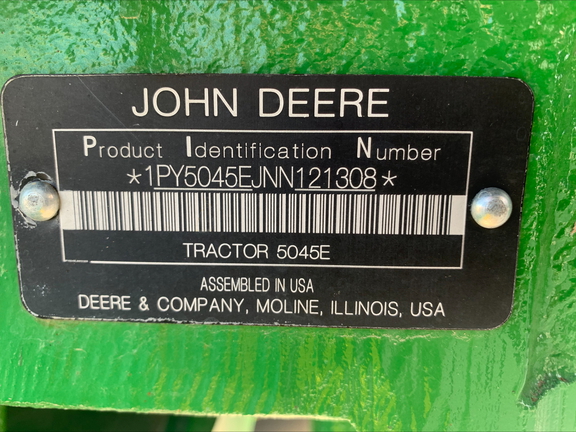 JOHN DEERE
Product Identification Number
*1PY5045EJNN121308*
TRACTOR 5045E
ASSEMBLED IN USA
DEERE & COMPANY, MOLINE, ILLINOIS, USA